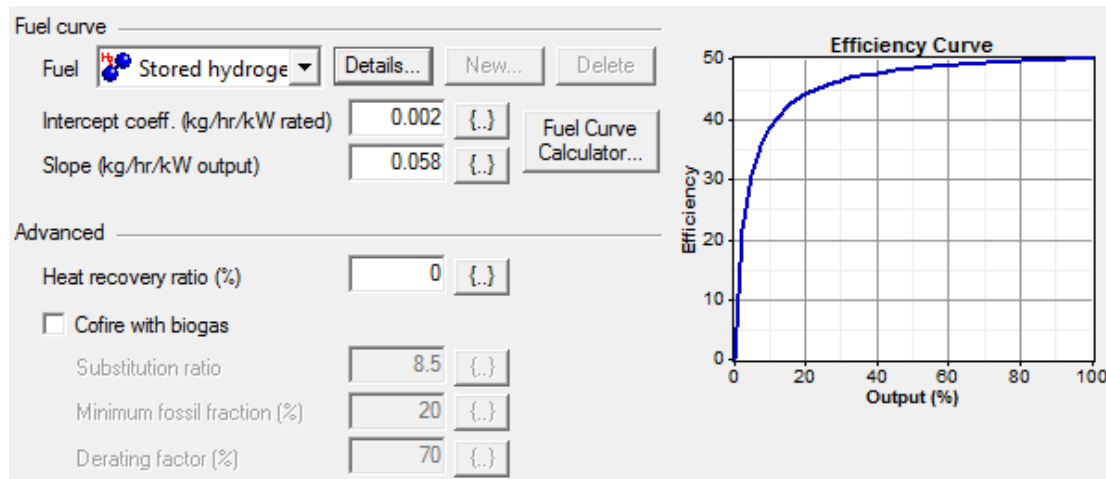 Fuel curve
Fuel Stored hydroge Details... New... Delete
Intercept coeff. (kg/hr/kW rated) 0.002 {..}
Slope (kg/hr/kW output) 0.058 {..}
Fuel Curve
Calculator...
Advanced
Heat recovery ratio (%) 0 {..}
Cofire with biogas
Substitution ratio 8.5 {..}
Minimum fossil fraction (%) 20 {..}
Derating factor (%) 70 {..}
Efficiency Curve
50
40
30
20
10
0
Efficiency
0 20 40 60 80 100
Output (%)